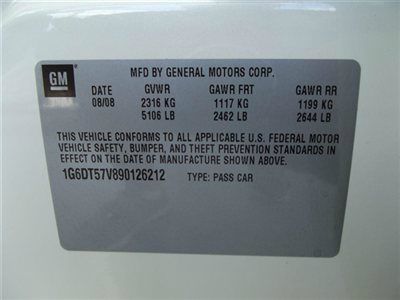 GM
MFD BY GENERAL MOTORS CORP.
DATE GVWR GAWR FRT GAWR RR
08/08 2316 KG 1117 KG 1199 KG
5106 LB 2462 LB 2644 LB
THIS VEHICLE CONFORMS TO ALL APPLICABLE U.S. FEDERAL MOTOR
VEHICLE SAFETY, BUMPER, AND THEFT PREVENTION STANDARDS IN
EFFECT ON THE DATE OF MANUFACTURE SHOWN ABOVE.
1G6DT57V890126212 TYPE: PASS CAR